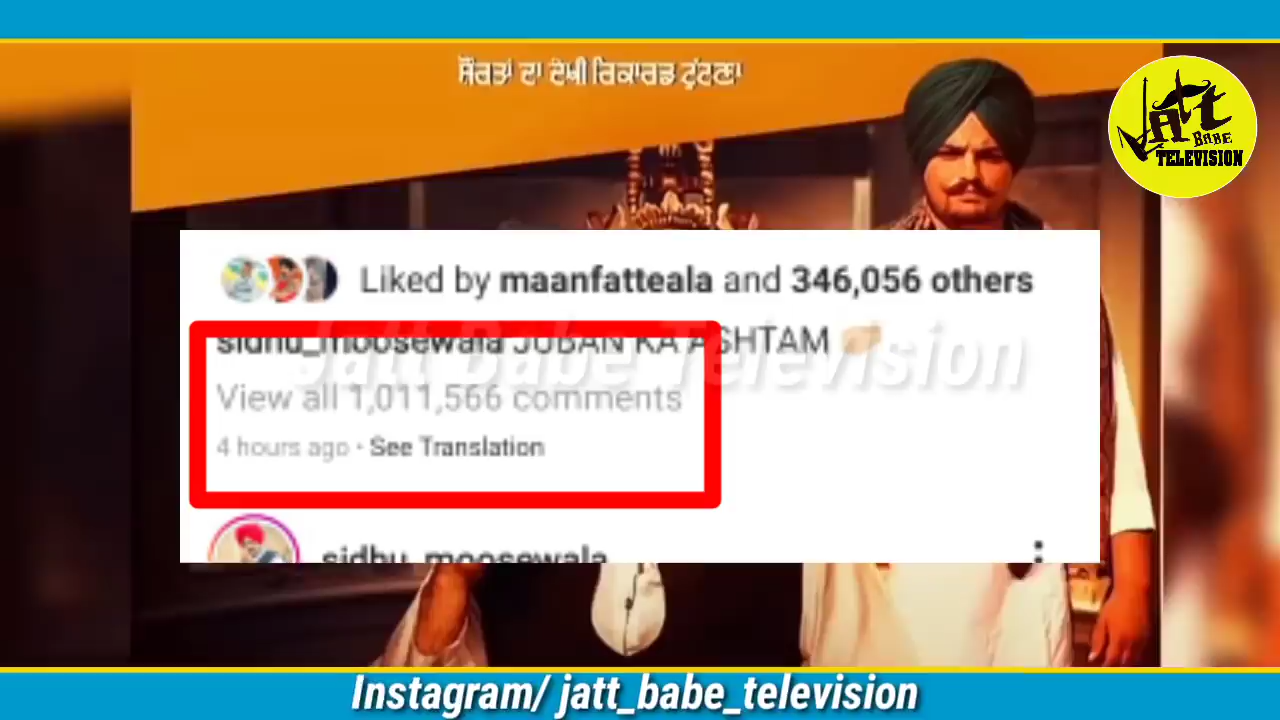 ਸ਼ੌਰਤਾਂ ਦਾ ਦੇਖੀ ਰਿਕਾਰਡ ਟੁੱਟਣਾ
Jatt
BABE
TELEVISION
Liked by maanfatteala and 346,056 others
sidhu_moosewala JUBAN KA ASHTAM
Jatt Babe Television
View all 1,011,566 comments
4 hours ago · See Translation
sidhu_moosewala
Instagram/ jatt_babe_television